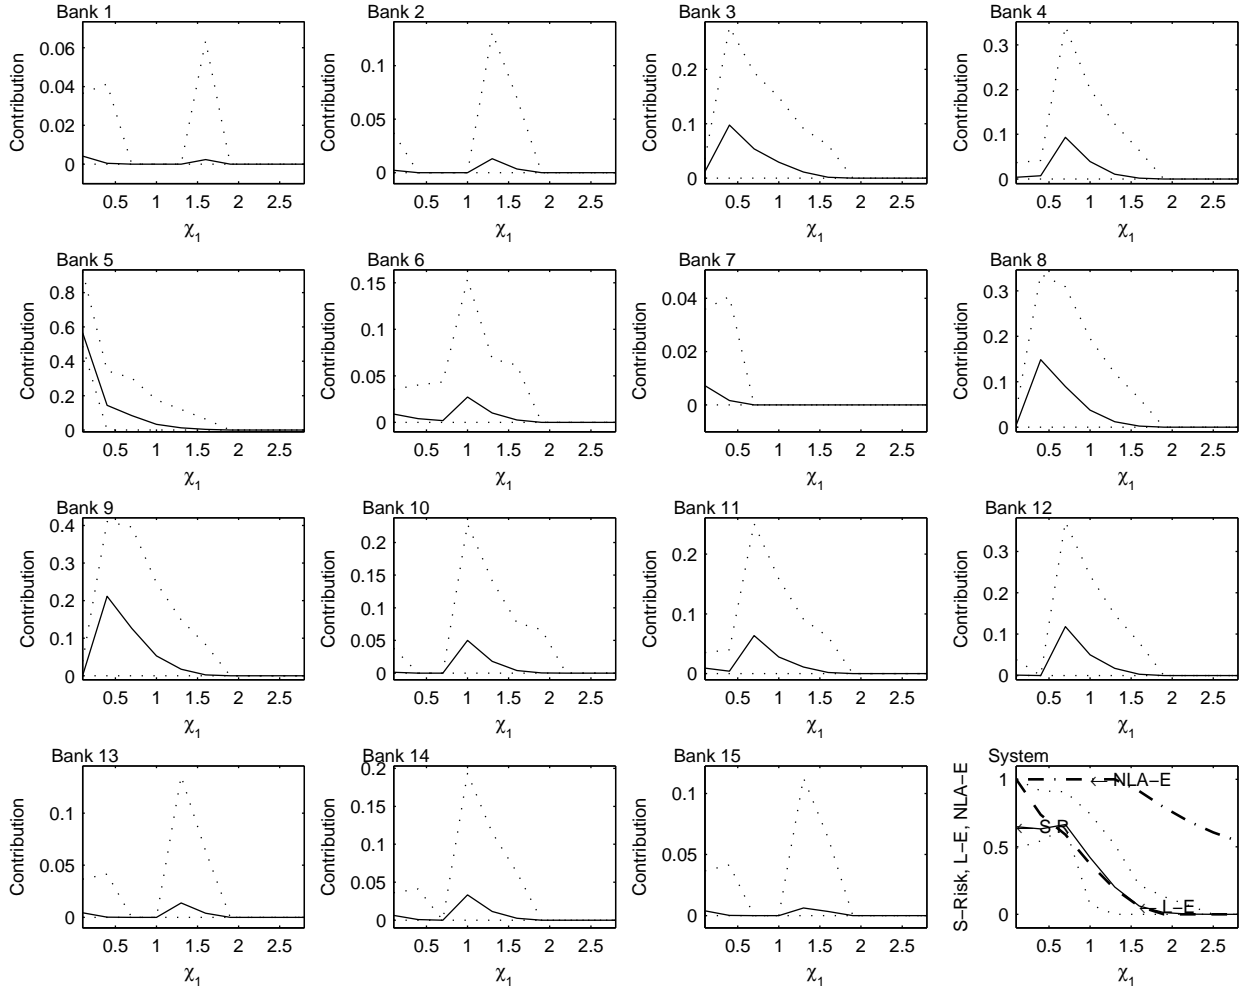 Bank 1
0.06
0.04
0.02
0
Contribution
0.5 1 1.5 2 2.5
χ1
Bank 2
0.1
0.05
0
Contribution
0.5 1 1.5 2 2.5
χ1
Bank 3
0.2
0.1
0
Contribution
0.5 1 1.5 2 2.5
χ1
Bank 4
0.3
0.2
0.1
0
Contribution
0.5 1 1.5 2 2.5
χ1
Bank 5
0.8
0.6
0.4
0.2
0
Contribution
0.5 1 1.5 2 2.5
χ1
Bank 6
0.15
0.1
0.05
0
Contribution
0.5 1 1.5 2 2.5
χ1
Bank 7
0.04
0.02
0
Contribution
0.5 1 1.5 2 2.5
χ1
Bank 8
0.3
0.2
0.1
0
Contribution
0.5 1 1.5 2 2.5
χ1
Bank 9
0.4
0.3
0.2
0.1
0
Contribution
0.5 1 1.5 2 2.5
χ1
Bank 10
0.2
0.15
0.1
0.05
0
Contribution
0.5 1 1.5 2 2.5
χ1
Bank 11
0.2
0.1
0
Contribution
0.5 1 1.5 2 2.5
χ1
Bank 12
0.3
0.2
0.1
0
Contribution
0.5 1 1.5 2 2.5
χ1
Bank 13
0.1
0.05
0
Contribution
0.5 1 1.5 2 2.5
χ1
Bank 14
0.2
0.15
0.1
0.05
0
Contribution
0.5 1 1.5 2 2.5
χ1
Bank 15
0.1
0.05
0
Contribution
0.5 1 1.5 2 2.5
χ1
System
1
0.5
0
S−Risk, L−E, NLA−E
← NLA−E
← S−R
← L−E
0.5 1 1.5 2 2.5
χ1